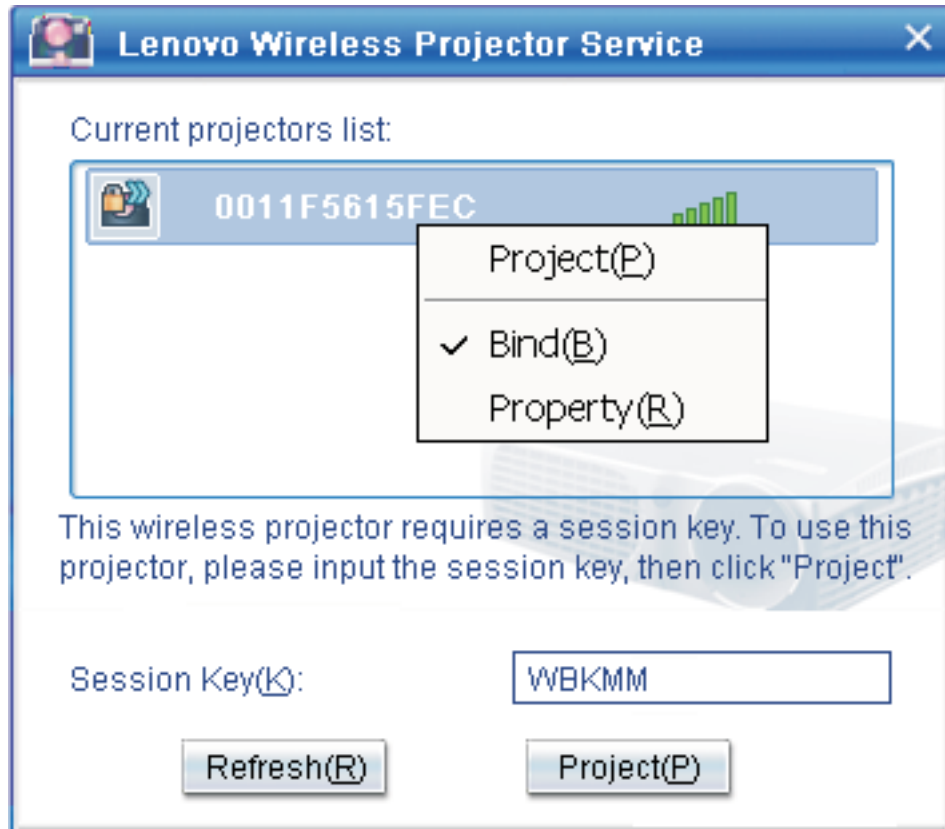 Lenovo Wireless Projector Service
Current projectors list:
0011F5615FEC
Project(P)
Bind(B)
Property(R)
This wireless projector requires a session key. To use this
projector, please input the session key, then click "Project".
Session Key(K):
WBKMM
Refresh(R)
Project(P)